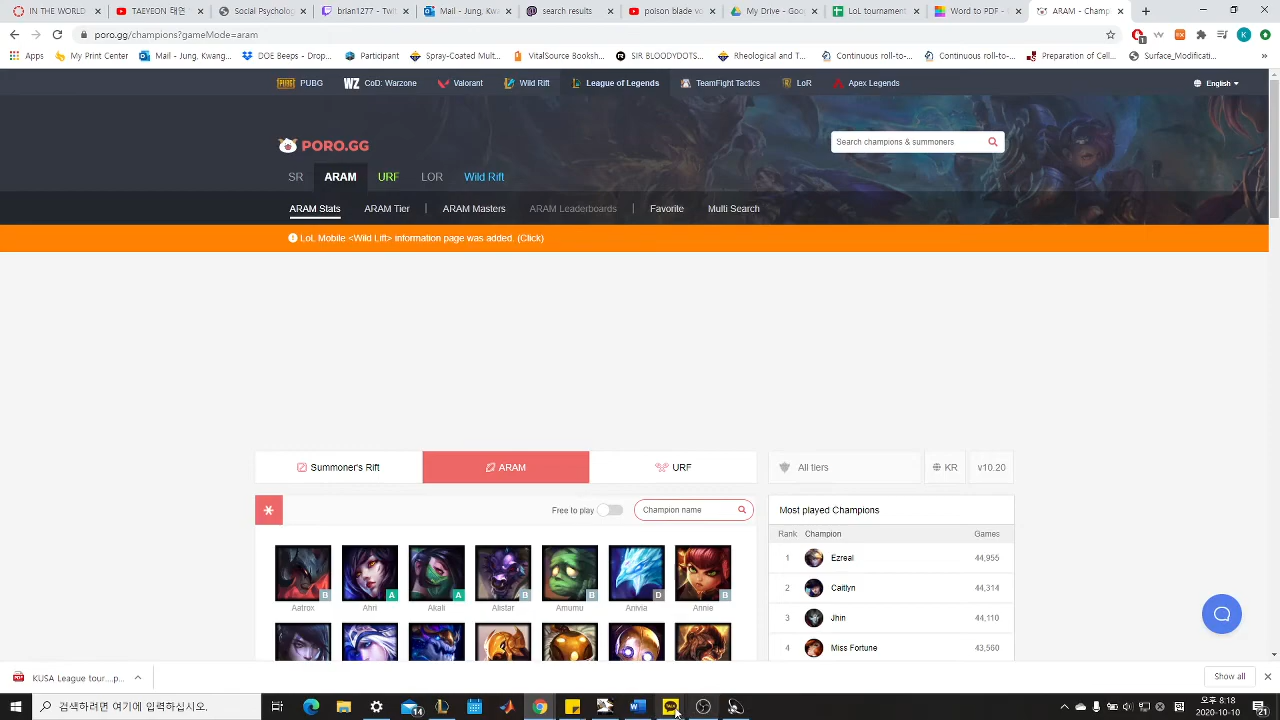 IN THE WORLD
TAEYEON 태연
Social Psycholog
brian1277 - Twit
Mail - Jung, Kwang
Search results
poison blade vo
My Drive - Goog
LoL tournament
Word to PDF -
ARAM - Champ
poro.gg/champions?gameMode=aram
Apps
My Print Center
Mail - Jung, Kwang...
DOE Beops. - Drop...
Participant
Spray-Coated Mult...
VitalSource Booksh...
SIR BLOODYDOTS...
Rheological and T...
Continuous roll-to-...
Continuous roll-to-...
Preparation of Cell...
Surface_Modificati...
PUBG
WZ CoD: Warzone
Valorant
Wild Rift
League of Legends
TeamFight Tactics
LoR
Apex Legends
English
PORO.GG
Search champions & summoners
SR
ARAM
URF
LOR
Wild Rift
ARAM Stats
ARAM Tier
ARAM Masters
ARAM Leaderboards
Favorite
Multi Search
LoL Mobile <Wild Lift> information page was added. (Click)
Summoner's Rift
ARAM
URF
All tiers
KR
v10.20
Free to play
Champion name
Most played Champions
Rank Champion Games
B A A B B D B
Aatrox Ahri Akali Alistar Amumu Anivia Annie
1 Ezreal 44,955
2 Caitlyn 44,314
3 Jhin 44,110
4 Miss Fortune 43,560
KUSA League tour....p...
Show all
검색하려면 여기에 입력하십시오.
14
TALK
오후 8:18
2020-10-10
21